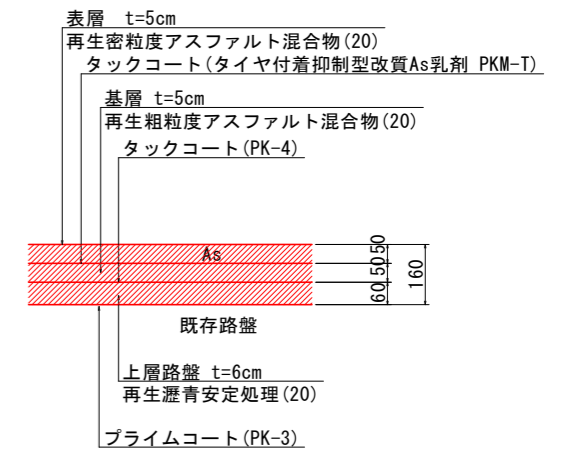 表層 t=5cm
再生密粒度アスファルト混合物(20)
タックコート(タイヤ付着抑制型改質As乳剤 PKM-T)
基層 t=5cm
再生粗粒度アスファルト混合物(20)
タックコート(PK-4)
As
50
50
60
160
既存路盤
上層路盤 t=6cm
再生瀝青安定処理(20)
プライムコート(PK-3)